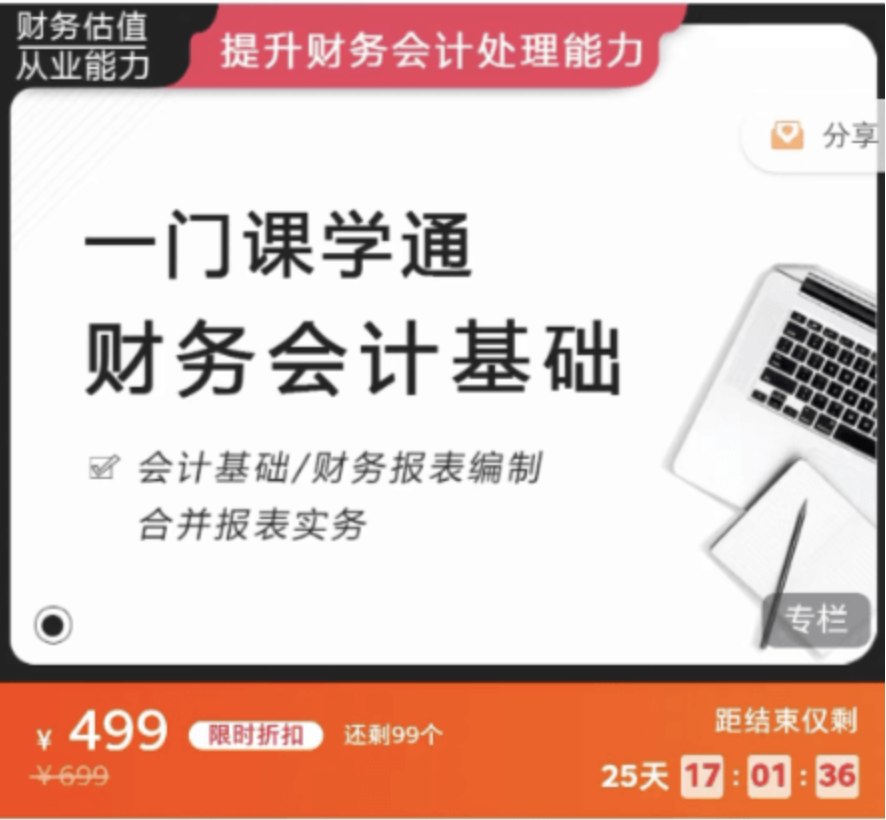 财务估值
从业能力
提升财务会计处理能力
分享
一门课学通
财务会计基础
会计基础/财务报表编制
合并报表实务
专栏
¥ 499 限时折扣 还剩99个
¥699
距结束仅剩
25天 17 : 01 : 36